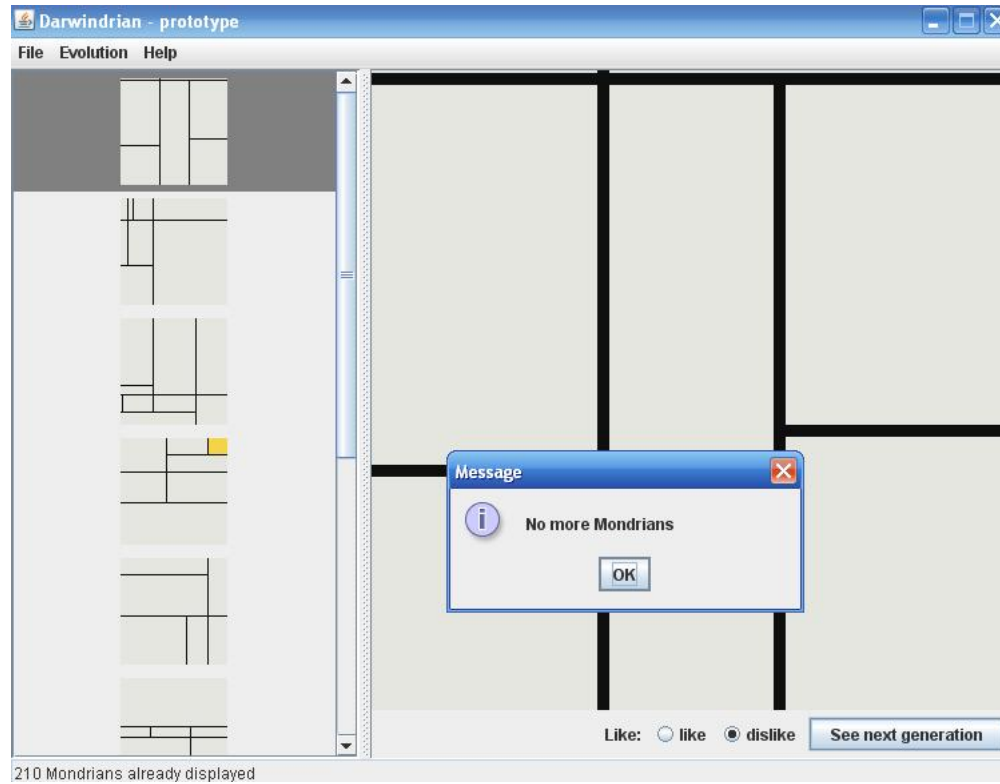 Darwindrian - prototype
File Evolution Help
Message
i
No more Mondrians
OK
Like: like dislike See next generation
210 Mondrians already displayed